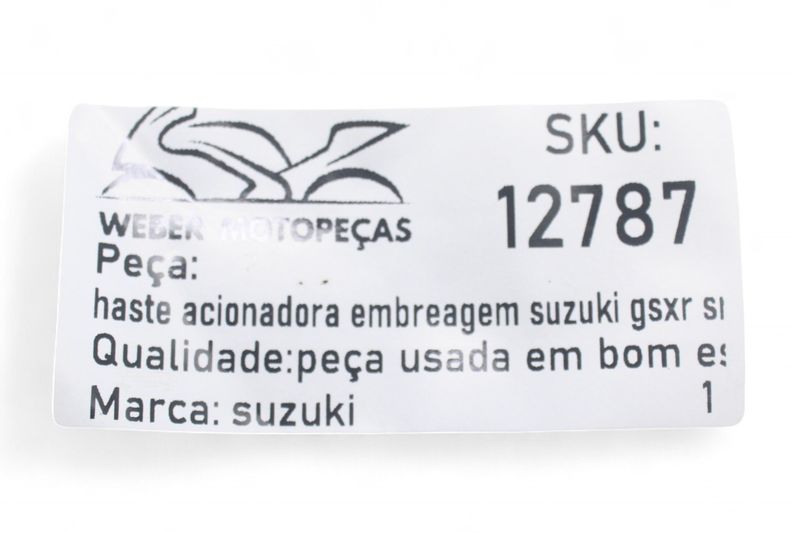 SKU:
12787
WEBER MOTOPEÇAS
Peça:
haste acionadora embreagem suzuki gsxr
Qualidade:peça usada em bom
Marca: suzuki
1